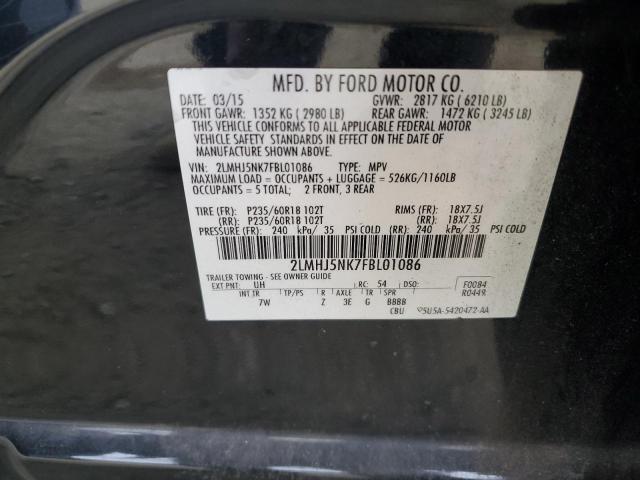 MFD. BY FORD MOTOR CO.
DATE: 03/15 GVWR: 2817 KG ( 6210 LB)
FRONT GAWR: 1352 KG ( 2980 LB) REAR GAWR: 1472 KG ( 3245 LB)
THIS VEHICLE CONFORMS TO ALL APPLICABLE FEDERAL MOTOR
VEHICLE SAFETY STANDARDS IN EFFECT ON THE DATE OF MANUFACTURE
SHOWN ABOVE.
VIN: 2LMHJ5NK7FBL01086 TYPE: MPV
MAXIMUM LOAD = OCCUPANTS + LUGGAGE = 526KG/1160LB
OCCUPANTS = 5 TOTAL; 2 FRONT, 3 REAR
TIRE (FR): P235/60R18 102T RIMS (FR): 18X7.5J
(RR): P235/60R18 102T (RR): 18X7.5J
PRESSURE (FR): 240 kPa/ 35 PSI COLD (RR): 240 kPa/ 35 PSI COLD
2LMHJ5NK7FBL01086
TRAILER TOWING - SEE OWNER GUIDE
EXT PNT: UH RC: 54 DSO: F0084
INT TR TP/PS R AXLE TR SPR R0449
7W Z 3E G BBBB
CBU 5U5A-5420472-AA